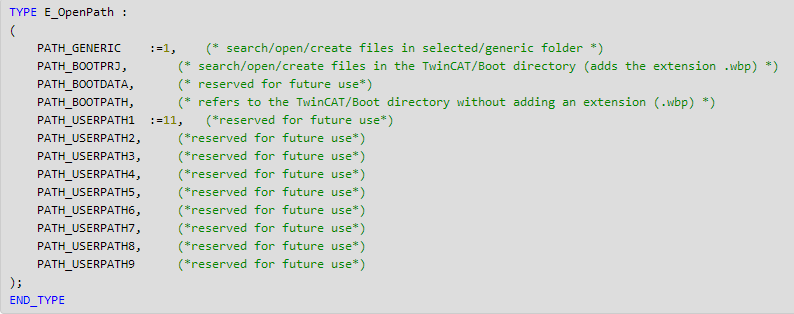 TYPE E_OpenPath :
(
PATH_GENERIC :=1, (* search/open/create files in selected/generic folder *)
PATH_BOOTPRJ, (* search/open/create files in the TwinCAT/Boot directory (adds the extension .wbp) *)
PATH_BOOTDATA, (* reserved for future use*)
PATH_BOOTPATH, (* refers to the TwinCAT/Boot directory without adding an extension (.wbp) *)
PATH_USERPATH1 :=11, (*reserved for future use*)
PATH_USERPATH2, (*reserved for future use*)
PATH_USERPATH3, (*reserved for future use*)
PATH_USERPATH4, (*reserved for future use*)
PATH_USERPATH5, (*reserved for future use*)
PATH_USERPATH6, (*reserved for future use*)
PATH_USERPATH7, (*reserved for future use*)
PATH_USERPATH8, (*reserved for future use*)
PATH_USERPATH9 (*reserved for future use*)
);
END_TYPE